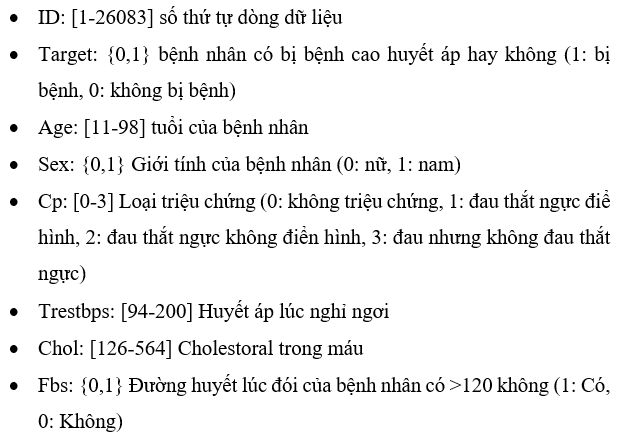 • ID: [1-26083] số thứ tự dòng dữ liệu
• Target: {0,1} bệnh nhân có bị bệnh cao huyết áp hay không (1: bị
bệnh, 0: không bị bệnh)
• Age: [11-98] tuổi của bệnh nhân
• Sex: {0,1} Giới tính của bệnh nhân (0: nữ, 1: nam)
• Cp: [0-3] Loại triệu chứng (0: không triệu chứng, 1: đau thắt ngực điể
hình, 2: đau thắt ngực không điển hình, 3: đau nhưng không đau thắt
ngực)
• Trestbps: [94-200] Huyết áp lúc nghỉ ngơi
• Chol: [126-564] Cholestoral trong máu
• Fbs: {0,1} Đường huyết lúc đói của bệnh nhân có >120 không (1: Có,
0: Không)